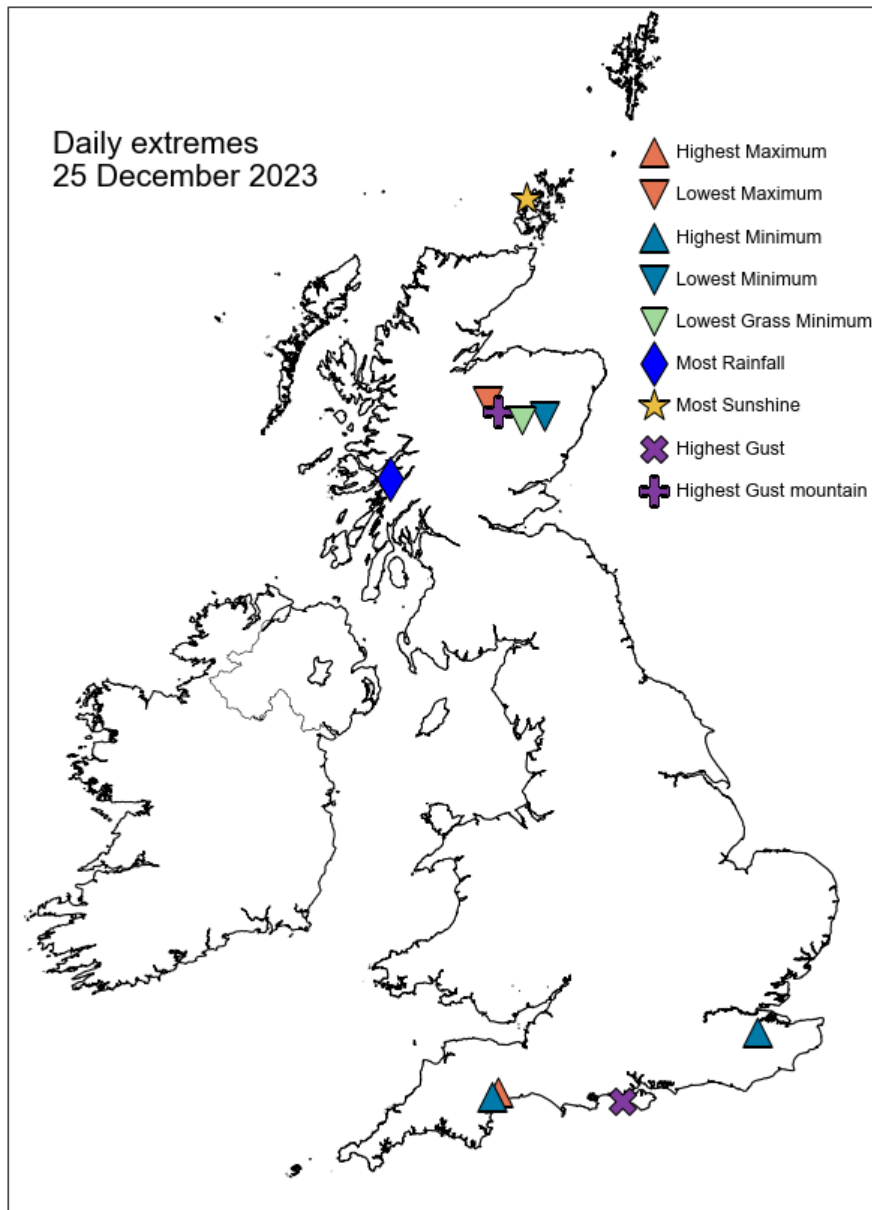 Daily extremes
25 December 2023
Highest Maximum
Lowest Maximum
Highest Minimum
Lowest Minimum
Lowest Grass Minimum
Most Rainfall
Most Sunshine
Highest Gust
Highest Gust mountain